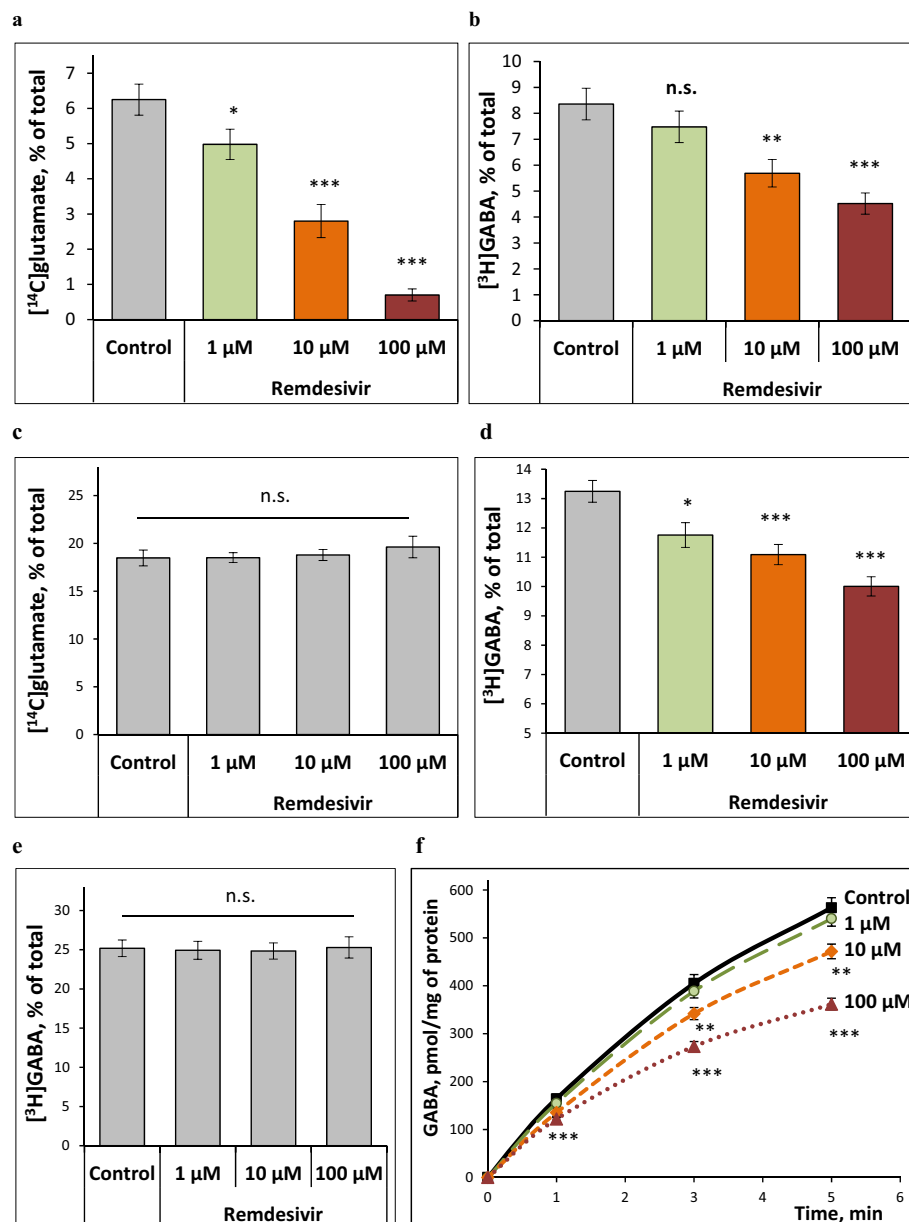 a
[¹⁴C]glutamate, % of total
7
6
5
4
3
2
1
0
*
***
***
Control
1 µM
10 µM
100 µM
Remdesivir
b
[³H]GABA, % of total
10
9
8
7
6
5
4
3
2
1
0
n.s.
**
***
Control
1 µM
10 µM
100 µM
Remdesivir
c
[¹⁴C]glutamate, % of total
25
20
15
10
5
0
n.s.
Control
1 µM
10 µM
100 µM
Remdesivir
d
[³H]GABA, % of total
14
13
12
11
10
9
8
7
6
5
*
***
***
Control
1 µM
10 µM
100 µM
Remdesivir
e
[³H]GABA, % of total
35
30
25
20
15
10
5
0
n.s.
Control
1 µM
10 µM
100 µM
Remdesivir
f
GABA, pmol/mg of protein
600
500
400
300
200
100
0
Control
1 µM
10 µM
**
100 µM
***
**
***
***
0
1
2
3
4
5
6
Time, min